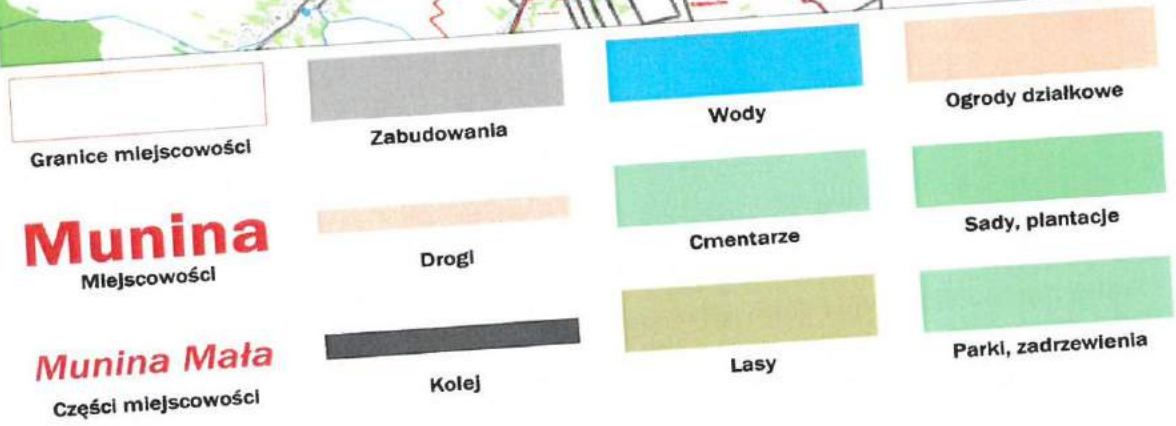 Granice miejscowości
Munina
Miejscowości
Munina Mała
Części miejscowości
Zabudowania
Drogi
Kolej
Wody
Cmentarze
Lasy
Ogrody działkowe
Sady, plantacje
Parki, zadrzewienia